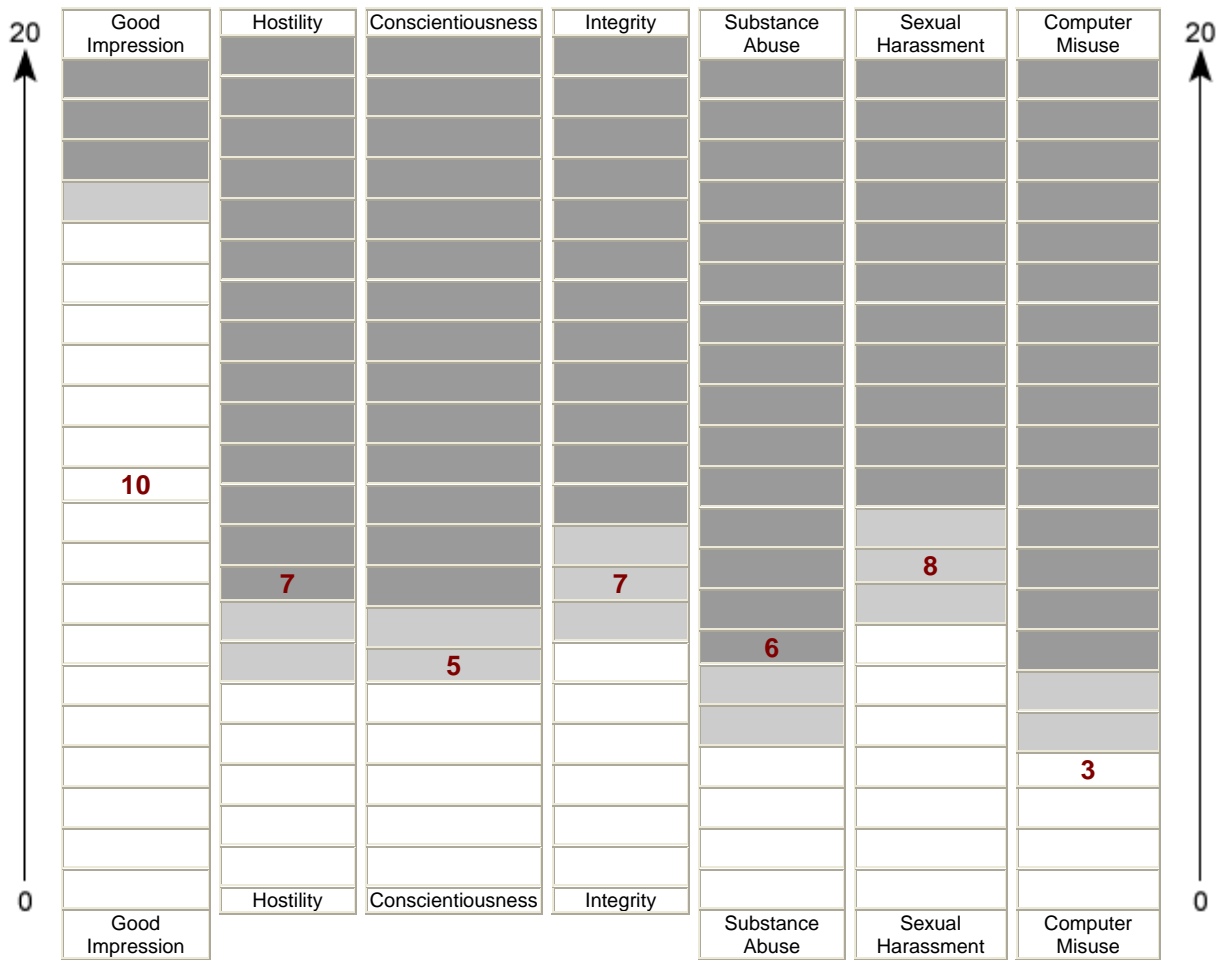 20
Good
Impression
Hostility
Conscientiousness
Integrity
Substance
Abuse
Sexual
Harassment
Computer
Misuse
20
10
7
7
8
6
5
3
0
Good
Impression
Hostility
Conscientiousness
Integrity
Substance
Abuse
Sexual
Harassment
Computer
Misuse
0